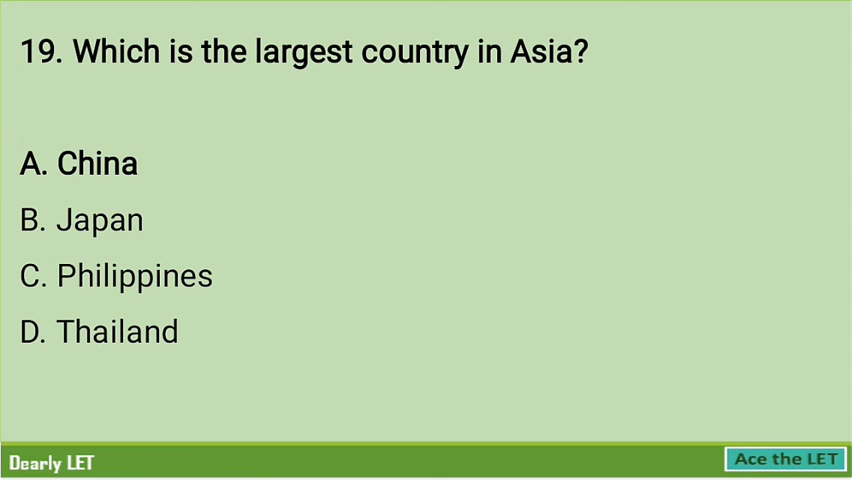 19. Which is the largest country in Asia?
A. China
B. Japan
C. Philippines
D. Thailand
Dearly LET
Ace the LET